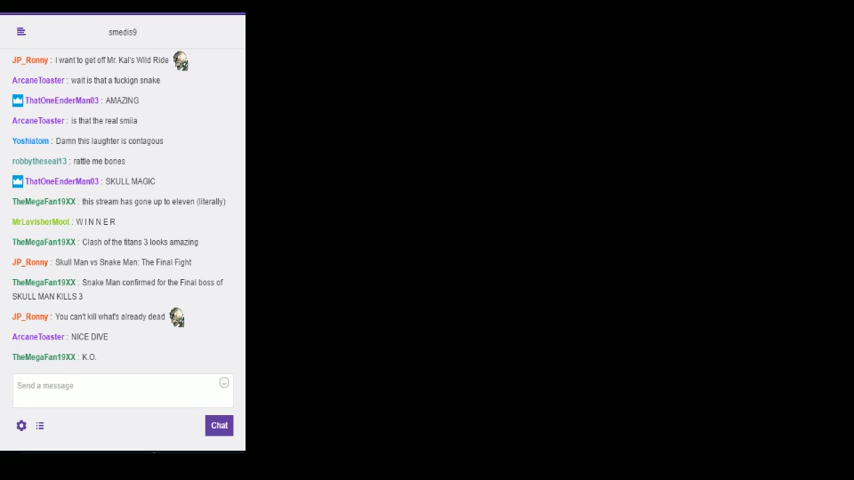 smedis9
JP_Ronny : I want to get off Mr. Kal's Wild Ride
ArcaneToaster : wait is that a fuckign snake
ThatOneEnderMan03 : AMAZING
ArcaneToaster : is that the real smiia
Yoshiatom : Damn this laughter is contagous
robbytheseal13 : rattle me bones
ThatOneEnderMan03 : SKULL MAGIC
TheMegaFan19XX : this stream has gone up to eleven (literally)
MrLavisherMoot : W I N N E R
TheMegaFan19XX : Clash of the titans 3 looks amazing
JP_Ronny : Skull Man vs Snake Man: The Final Fight
TheMegaFan19XX : Snake Man confirmed for the Final boss of
SKULL MAN KILLS 3
JP_Ronny : You can't kill what's already dead
ArcaneToaster : NICE DIVE
TheMegaFan19XX : K.O.
Send a message
Chat